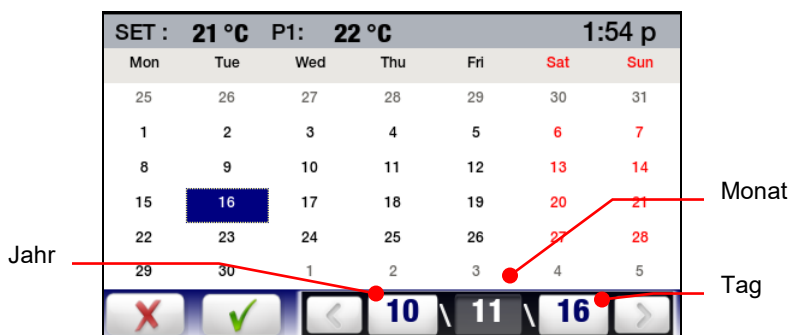 SET : 21 °C P1: 22 °C 1:54 p
Mon Tue Wed Thu Fri Sat Sun
25 26 27 28 29 30 31
1 2 3 4 5 6 7
8 9 10 11 12 13 14
15 16 17 18 19 20 21
Monat
22 23 24 25 26 27 28
Jahr
29 30 1 2 3 4 5
Tag
< 10 \ 11 \ 16 >